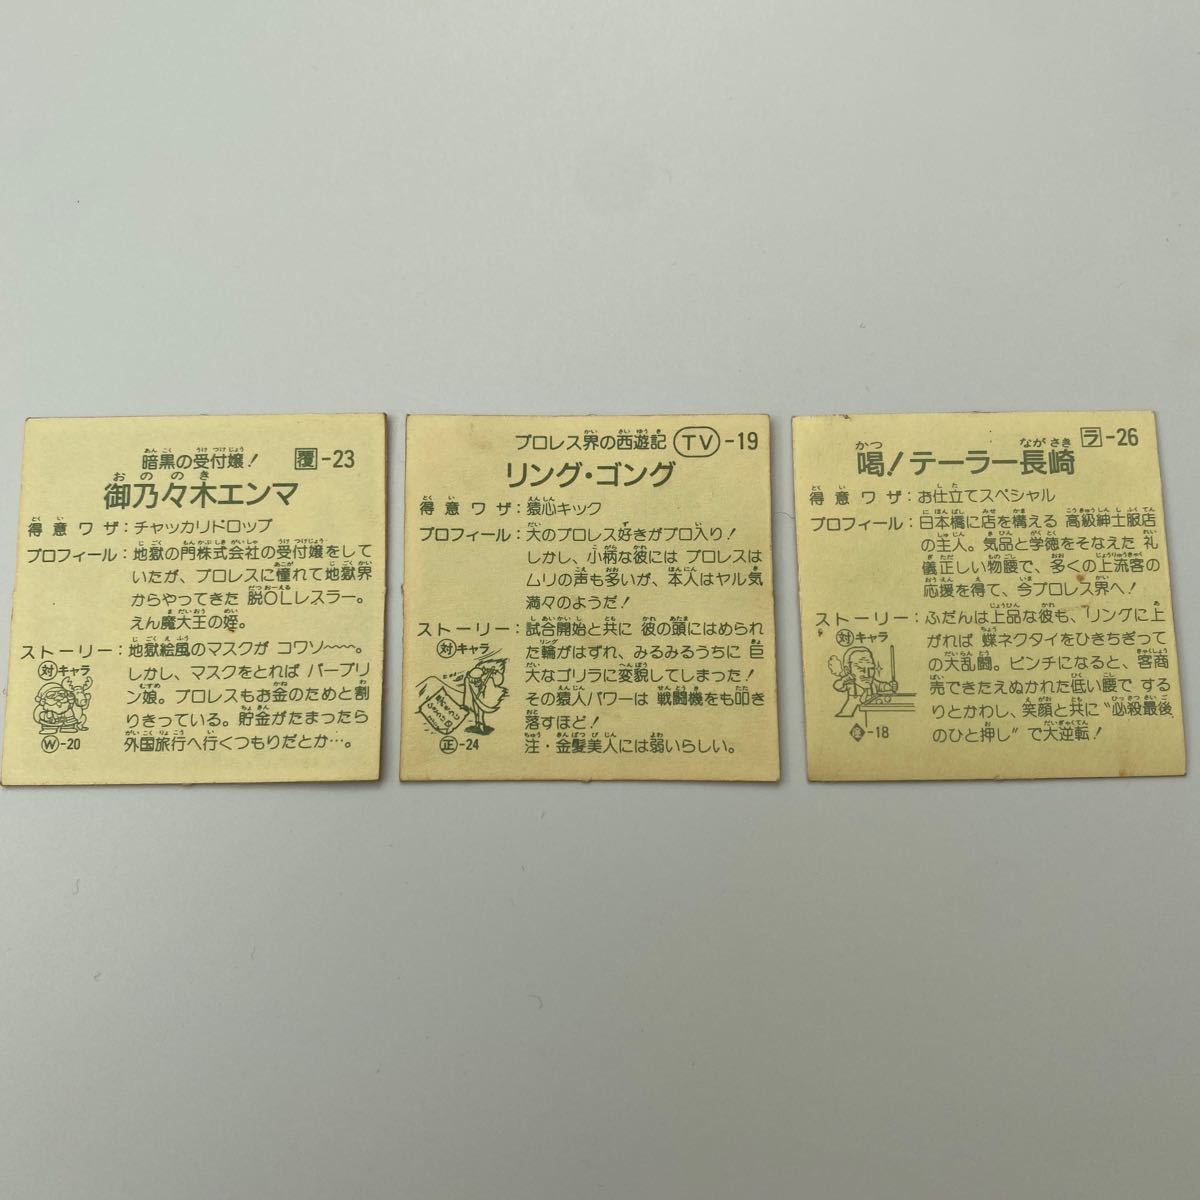 暗黒の受付嬢! 覆-23
御乃々木エンマ
得意ワザ:チャッカリドロップ
プロフィール:地獄の門株式会社の受付嬢をして
いたが、プロレスに憧れて地獄界
からやってきた 脱OLレスラー。
えん魔大王の姪。
ストーリー:地獄絵風のマスクが コワソ〜〜〜。
しかし、マスクをとれば パープリ
ン娘。プロレスもお金のためと割
りきっている。貯金がたまったら
外国旅行へ行くつもりだとか…。
対キャラ
W-20
プロレス界の西遊記 TV-19
リング・ゴング
得意ワザ:猿心キック
プロフィール:大のプロレス好きがプロ入り!
しかし、小柄な彼には プロレスは
ムリの声も多いが、本人はヤル気
満々のようだ!
ストーリー:試合開始と共に 彼の頭にはめられ
た輪がはずれ、みるみるうちに 巨
大なゴリラに変貌してしまった!
その猿人パワーは 戦闘機をも叩き
落すほど!
注・金髪美人には弱いらしい。
対キャラ
正-24
ラ-26
喝!テーラー長崎
得意ワザ:お仕立てスペシャル
プロフィール:日本橋に店を構える 高級紳士服店
の主人。気品と学徳をそなえた 礼
儀正しい物腰で、多くの上流客の
応援を得て、今プロレス界へ!
ストーリー:ふだんは上品な彼も、リングに上
がれば 蝶ネクタイをひきちぎって
の大乱闘。ピンチになると、客商
売できたえぬかれた低い腰で する
りとかわし、笑顔と共に"必殺最後
のひと押し"で大逆転!
対キャラ
-18